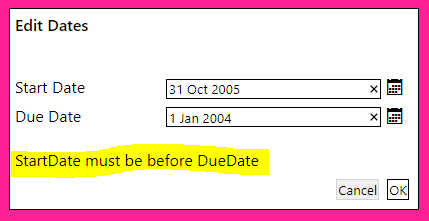 Edit Dates
Start Date 31 Oct 2005 ×
Due Date 1 Jan 2004 ×
StartDate must be before DueDate
Cancel OK